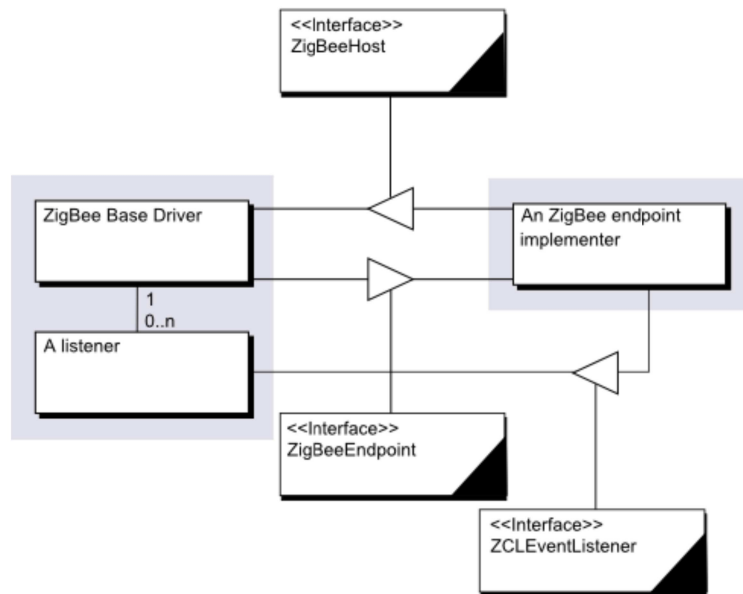 <<Interface>>
ZigBeeHost
ZigBee Base Driver
An ZigBee endpoint
implementer
1
0..n
A listener
<<Interface>>
ZigBeeEndpoint
<<Interface>>
ZCLEventListener